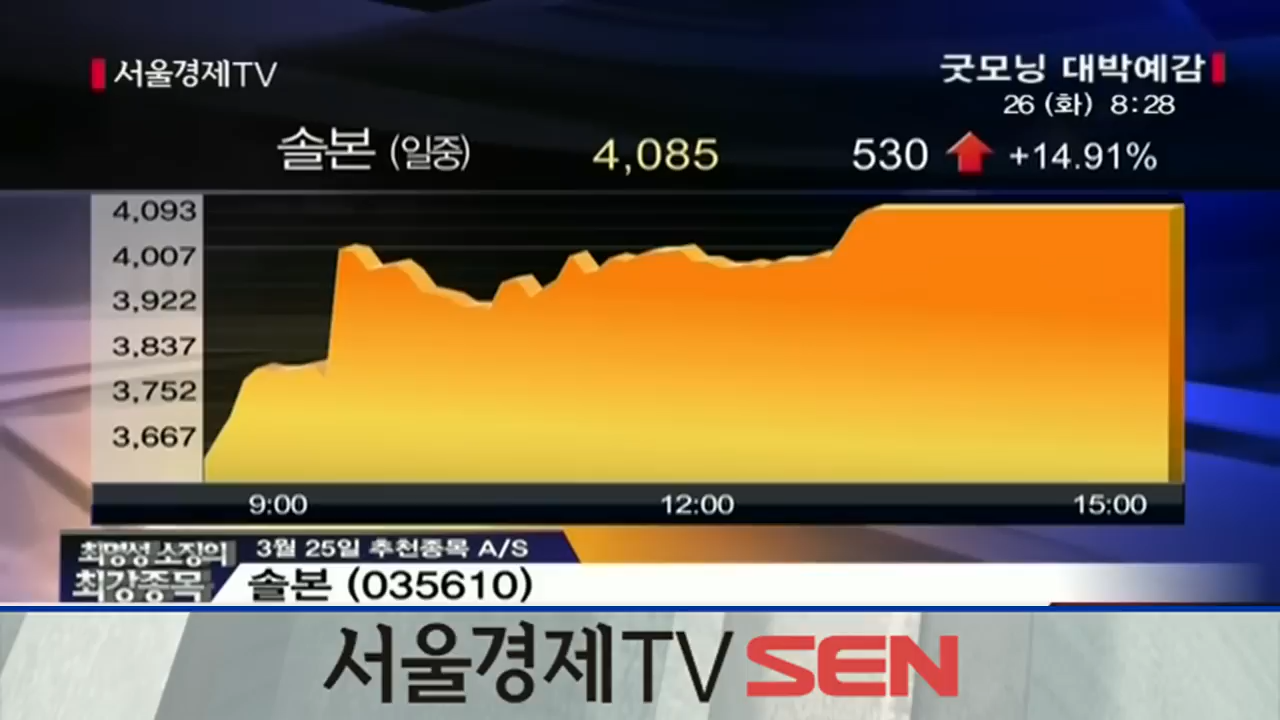 서울경제TV
굿모닝 대박예감
26 (화) 8:28
솔본 (일중) 4,085 530 +14.91%
4,093
4,007
3,922
3,837
3,752
3,667
9:00 12:00 15:00
최명성 소장의
최강종목
3월 25일 추천종목 A/S
솔본 (035610)
서울경제TV SEN